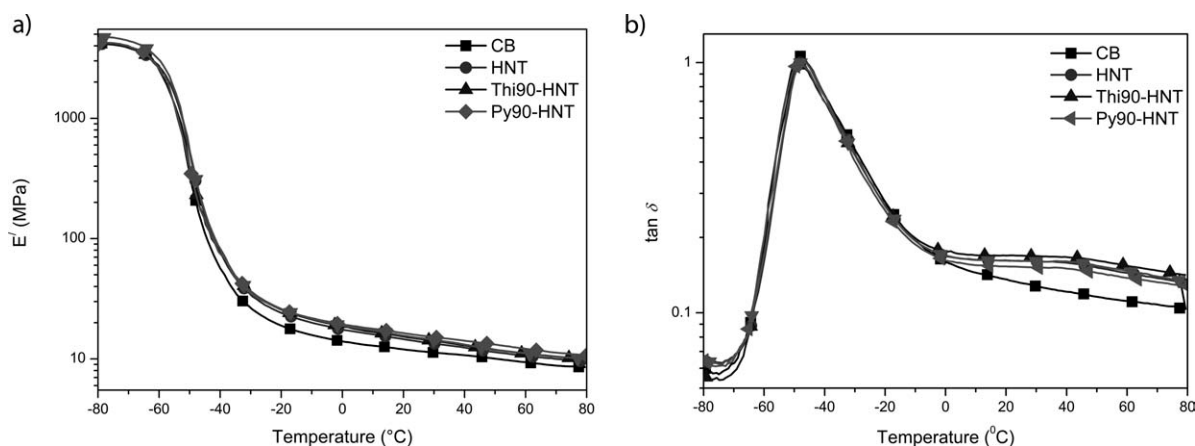 a)
CB
HNT
Thi90-HNT
Py90-HNT
1000
100
10
E/ (MPa)
-80 -60 -40 -20 0 20 40 60 80
Temperature (°C)
b)
CB
HNT
Thi90-HNT
Py90-HNT
1
0.1
tan δ
-80 -60 -40 -20 0 20 40 60 80
Temperature (⁰C)